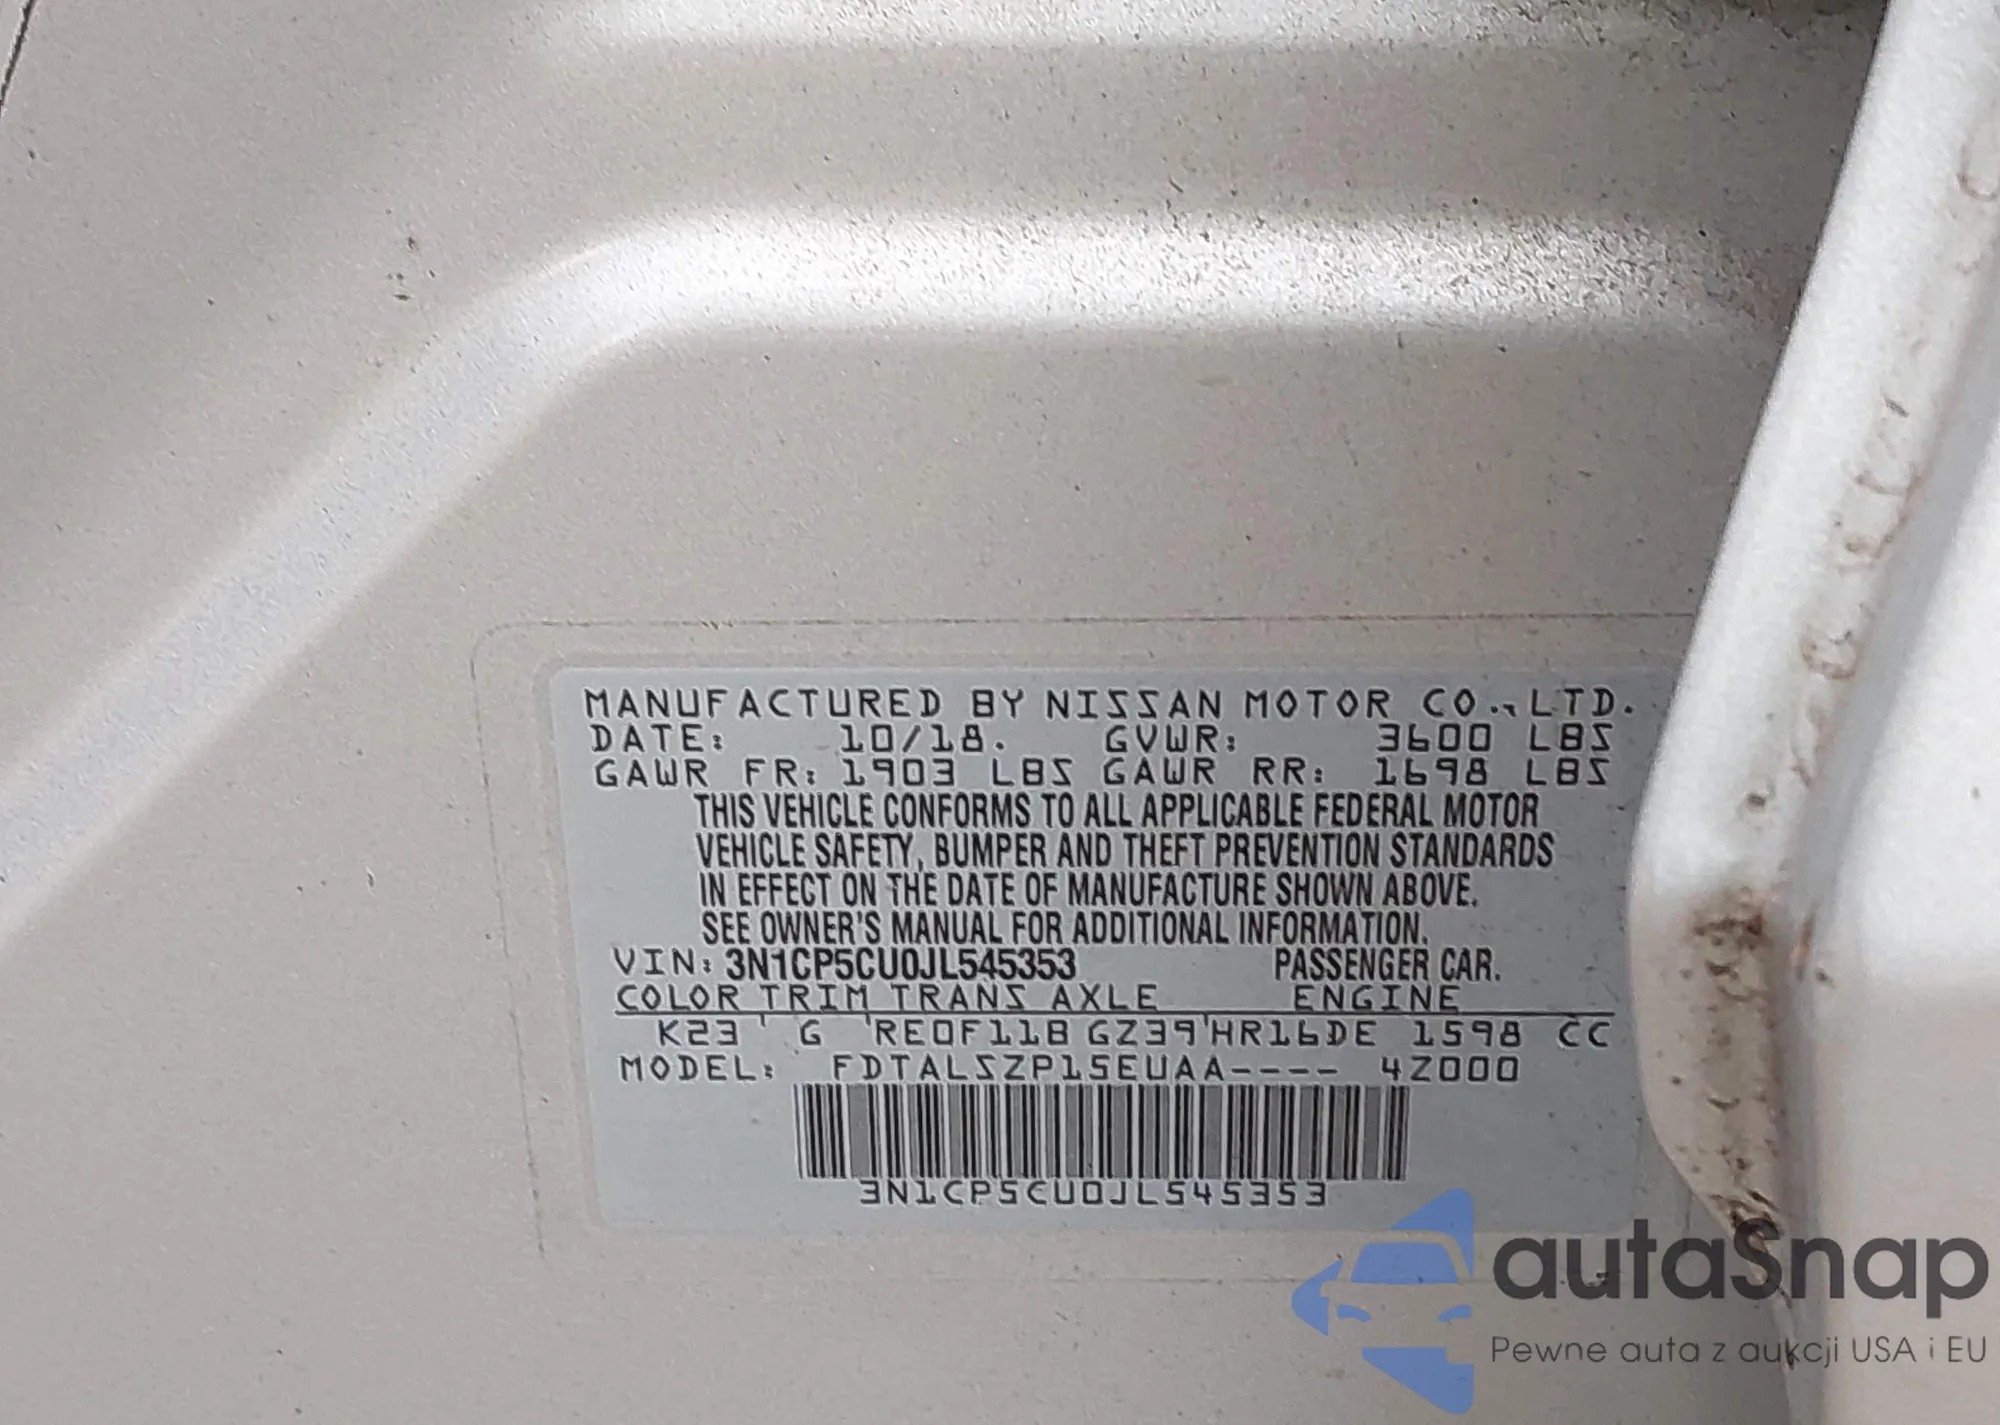 MANUFACTURED BY NISSAN MOTOR CO., LTD.
DATE: 10/18. GVWR: 3600 LBS
GAWR FR: 1903 LBS GAWR RR: 1698 LBS
THIS VEHICLE CONFORMS TO ALL APPLICABLE FEDERAL MOTOR
VEHICLE SAFETY, BUMPER AND THEFT PREVENTION STANDARDS
IN EFFECT ON THE DATE OF MANUFACTURE SHOWN ABOVE.
SEE OWNER'S MANUAL FOR ADDITIONAL INFORMATION.
VIN: 3N1CP5CU0JL545353 PASSENGER CAR.
COLOR TRIM TRANS AXLE ENGINE
K23 G RE0F11B GZ39 HR16DE 1598 CC
MODEL: FDTALSZP15EUAA---- 4Z000
3N1CP5CU0JL545353
autaSnap
Pewne auta z aukcji USA i EU